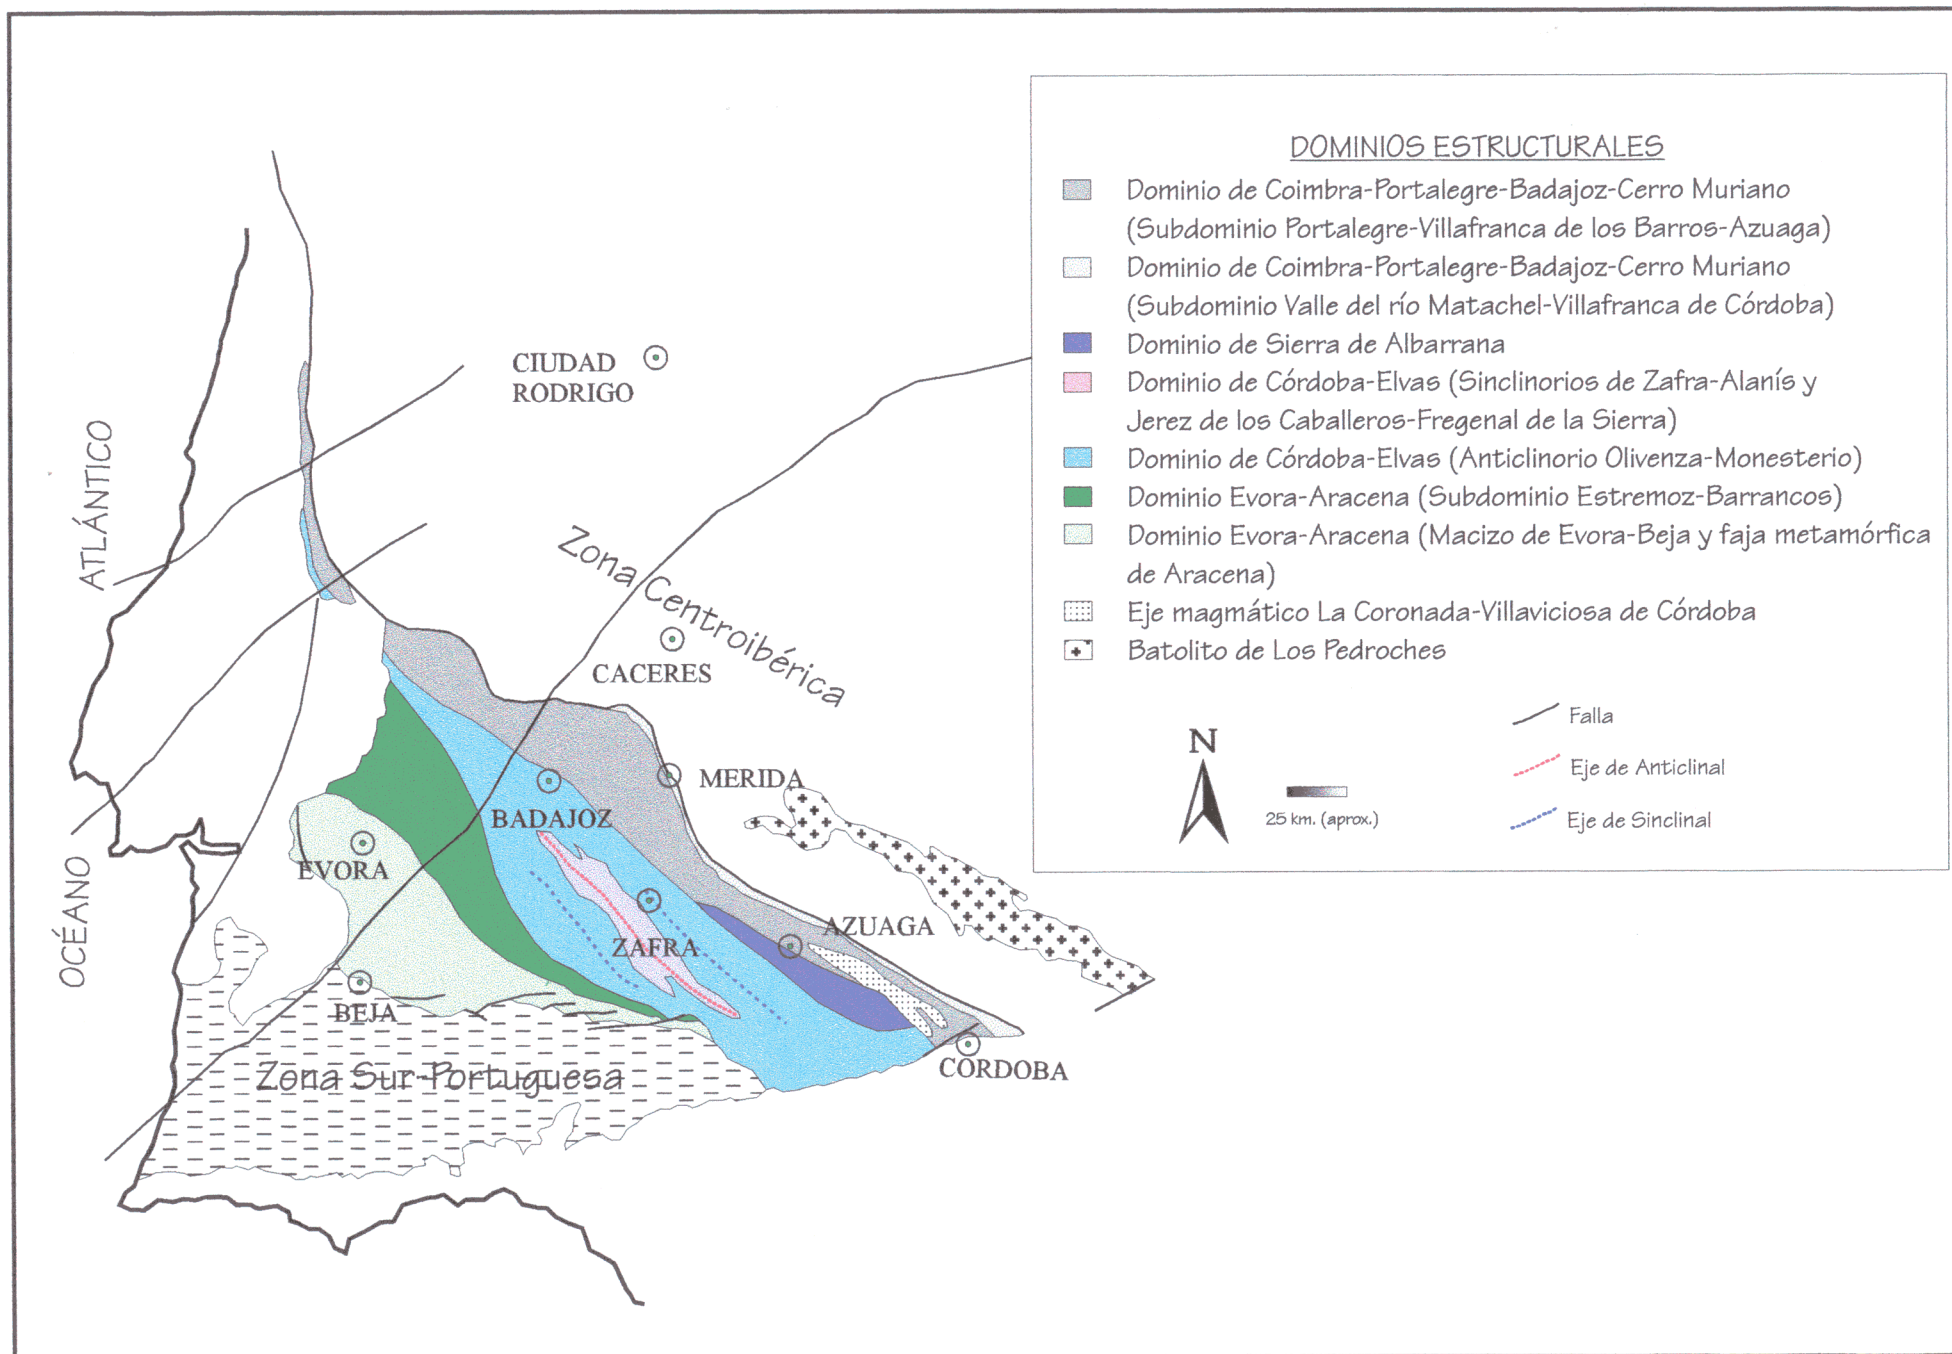 DOMINIOS ESTRUCTURALES
Dominio de Coimbra-Portalegre-Badajoz-Cerro Muriano
(Subdominio Portalegre-Villafranca de los Barros-Azuaga)
Dominio de Coimbra-Portalegre-Badajoz-Cerro Muriano
(Subdominio Valle del río Matachel-Villafranca de Córdoba)
Dominio de Sierra de Albarrana
Dominio de Córdoba-Elvas (Sinclinorios de Zafra-Alanís y
Jerez de los Caballeros-Fregenal de la Sierra)
Dominio de Córdoba-Elvas (Anticlinorio Olivenza-Monesterio)
Dominio Evora-Aracena (Subdominio Estremoz-Barrancos)
Dominio Evora-Aracena (Macizo de Evora-Beja y faja metamórfica
de Aracena)
Eje magmático La Coronada-Villaviciosa de Córdoba
Batolito de Los Pedroches
N
25 km. (aprox.)
Falla
Eje de Anticlinal
Eje de Sinclinal
CIUDAD
RODRIGO
ATLÁNTICO
OCÉANO
Zona Centroibérica
CACERES
MERIDA
BADAJOZ
EVORA
ZAFRA
AZUAGA
BEJA
CORDOBA
Zona Sur-Portuguesa